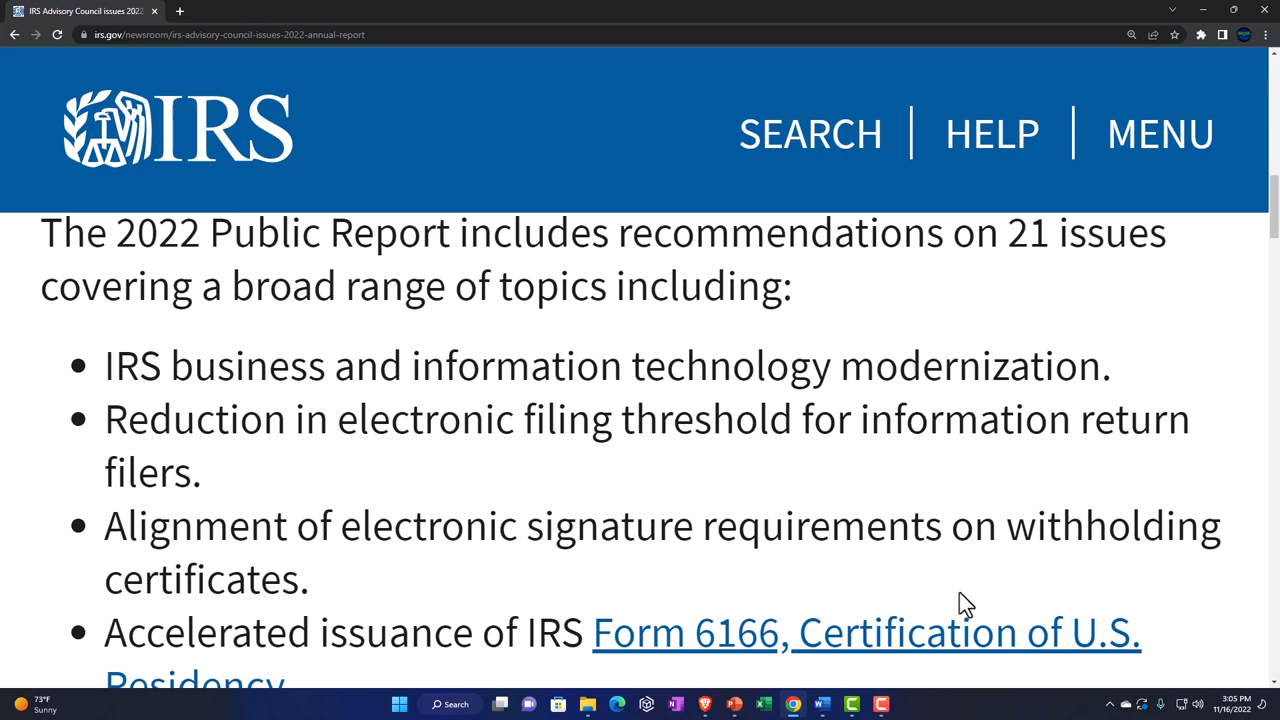 IRS Advisory Council issues 2022
irs.gov/newsroom/irs-advisory-council-issues-2022-annual-report
IRS
SEARCH HELP MENU
The 2022 Public Report includes recommendations on 21 issues
covering a broad range of topics including:
• IRS business and information technology modernization.
• Reduction in electronic filing threshold for information return
filers.
• Alignment of electronic signature requirements on withholding
certificates.
• Accelerated issuance of IRS Form 6166, Certification of U.S.
Residency
73°F
Sunny
Search
3:05 PM
11/16/2022